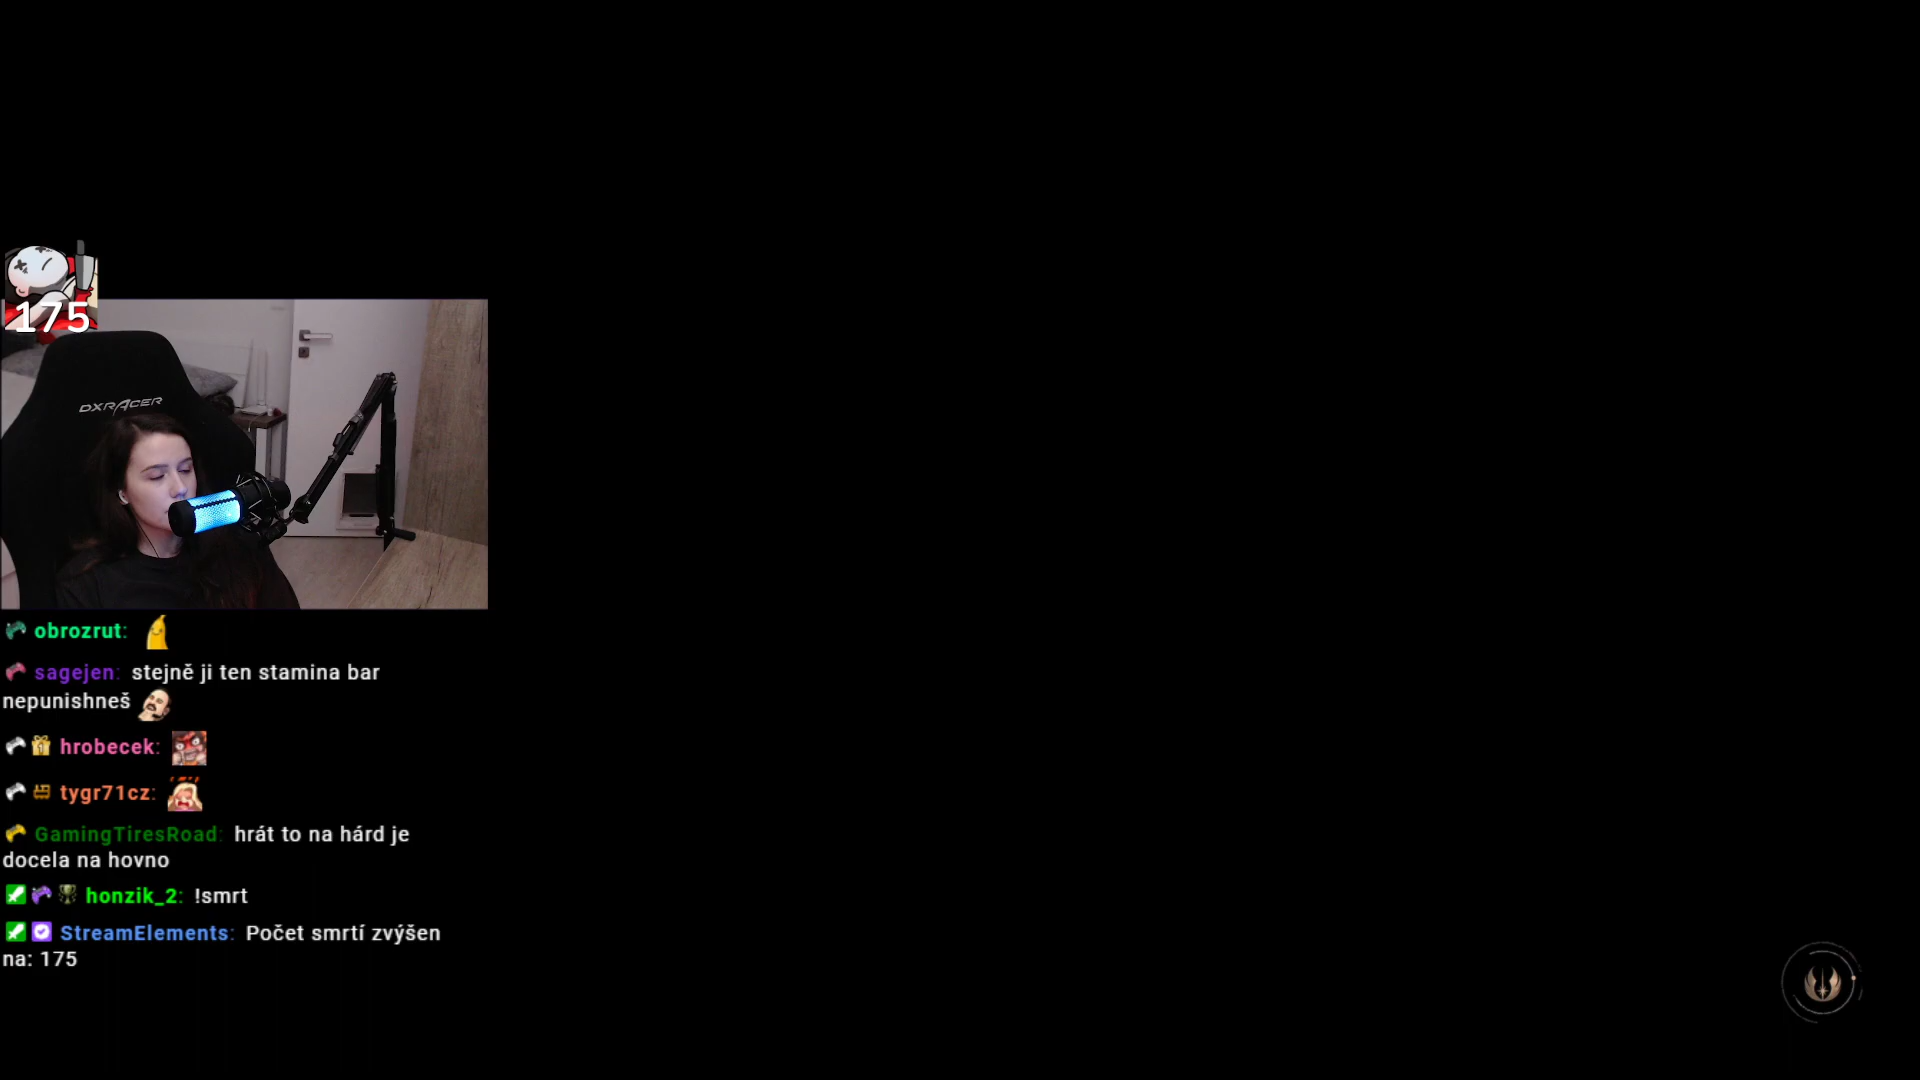 175
DXRACER
obrozrut:
sagejen: stejně ji ten stamina bar
nepunishneš
hrobecek:
tygr71cz:
GamingTiresRoad: hrát to na hárd je
docela na hovno
honzik_2: !smrt
StreamElements: Počet smrtí zvýšen
na: 175